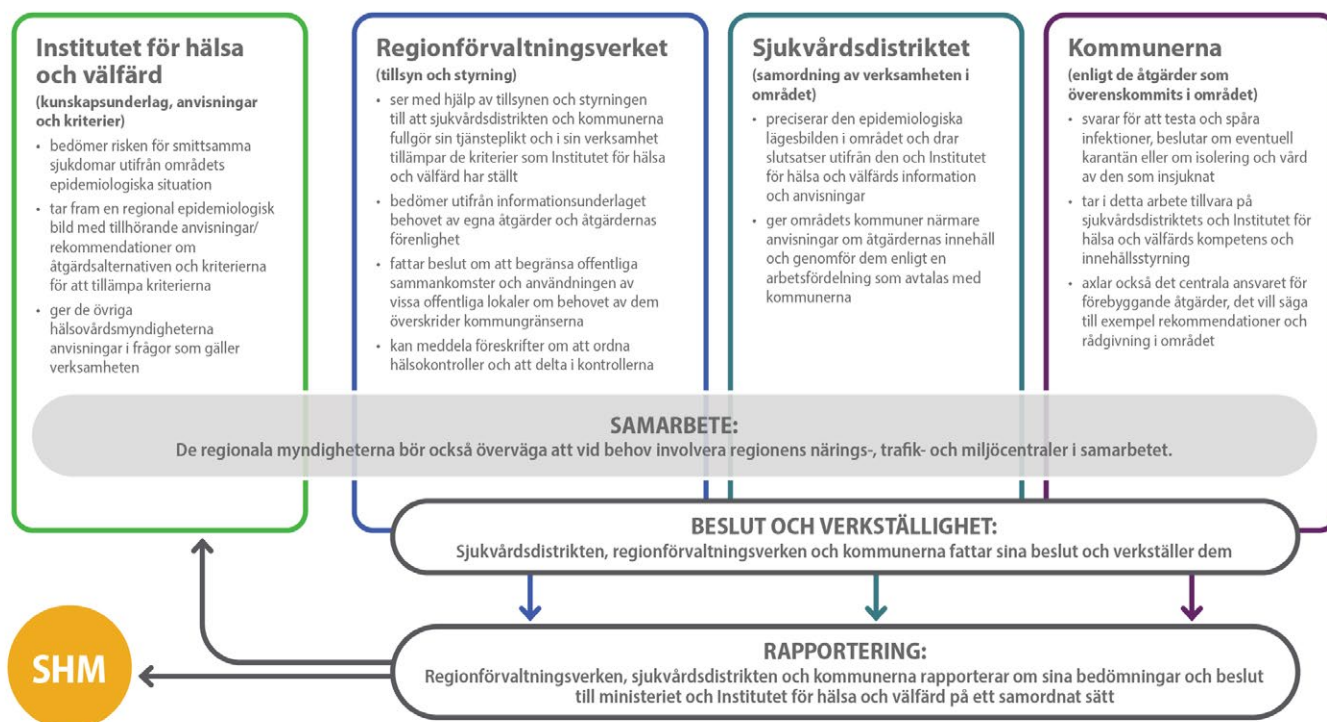 Institutet för hälsa
och välfärd
(kunskapsunderlag, anvisningar
och kriterier)
• bedömer risken för smittsamma
sjukdomar utifrån områdets
epidemiologiska situation
• tar fram en regional epidemiologisk
bild med tillhörande anvisningar/
rekommendationer om
åtgärdsalternativen och kriterierna
för att tillämpa kriterierna
• ger de övriga
hälsovårdsmyndigheterna
anvisningar i frågor som gäller
verksamheten
Regionförvaltningsverket
(tillsyn och styrning)
• ser med hjälp av tillsynen och styrningen
till att sjukvårdsdistrikten och kommunerna
fullgör sin tjänsteplikt och i sin verksamhet
tillämpar de kriterier som Institutet för hälsa
och välfärd har ställt
• bedömer utifrån informationsunderlaget
behovet av egna åtgärder och åtgärdernas
förenlighet
• fattar beslut om att begränsa offentliga
sammankomster och användningen av
vissa offentliga lokaler om behovet av dem
överskrider kommungränserna
• kan meddela föreskrifter om att ordna
hälsokontroller och att delta i kontrollerna
Sjukvårdsdistriktet
(samordning av verksamheten i
området)
• preciserar den epidemiologiska
lägesbilden i området och drar
slutsatser utifrån den och Institutet
för hälsa och välfärds information
och anvisningar
• ger områdets kommuner närmare
anvisningar om åtgärdernas innehåll
och genomför dem enligt en
arbetsfördelning som avtalas med
kommunerna
Kommunerna
(enligt de åtgärder som
överenskommits i området)
• svarar för att testa och spåra
infektioner, beslutar om eventuell
karantän eller om isolering och vård
av den som insjuknat
• tar i detta arbete tillvara på
sjukvårdsdistriktets och Institutet för
hälsa och välfärds kompetens och
innehållsstyrning
• axlar också det centrala ansvaret för
förebyggande åtgärder, det vill säga
till exempel rekommendationer och
rådgivning i området
SAMARBETE:
De regionala myndigheterna bör också överväga att vid behov involvera regionens närings-, trafik- och miljöcentraler i samarbetet.
BESLUT OCH VERKSTÄLLIGHET:
Sjukvårdsdistrikten, regionförvaltningsverken och kommunerna fattar sina beslut och verkställer dem
SHM
RAPPORTERING:
Regionförvaltningsverken, sjukvårdsdistrikten och kommunerna rapporterar om sina bedömningar och beslut
till ministeriet och Institutet för hälsa och välfärd på ett samordnat sätt